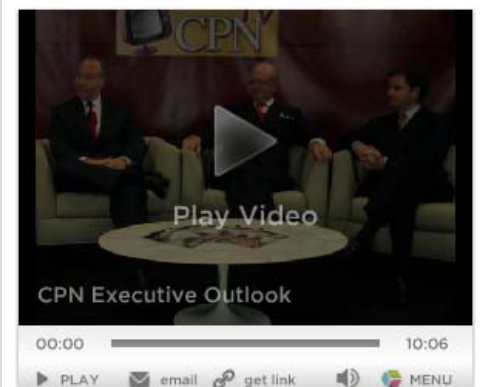 CPN
Play Video
CPN Executive Outlook
00:00 10:06
PLAY email get link MENU